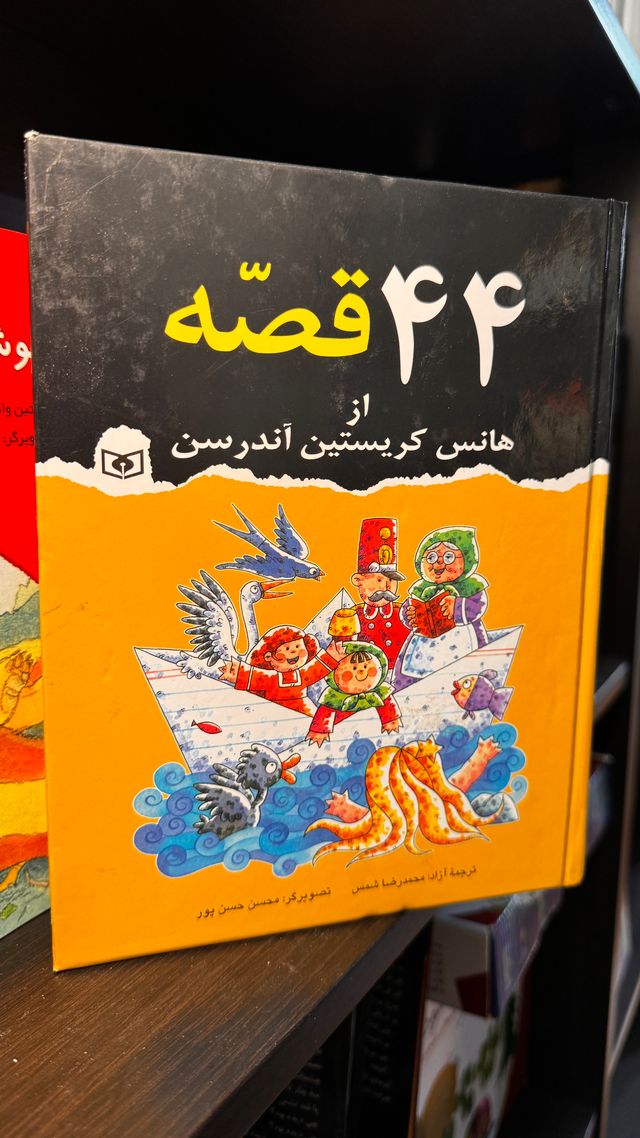 ۴۴ قصّه
از
هانس کریستین آندرسن
ترجمهٔ آزاد: محمدرضا شمس تصویرگر: محسن حسن پور